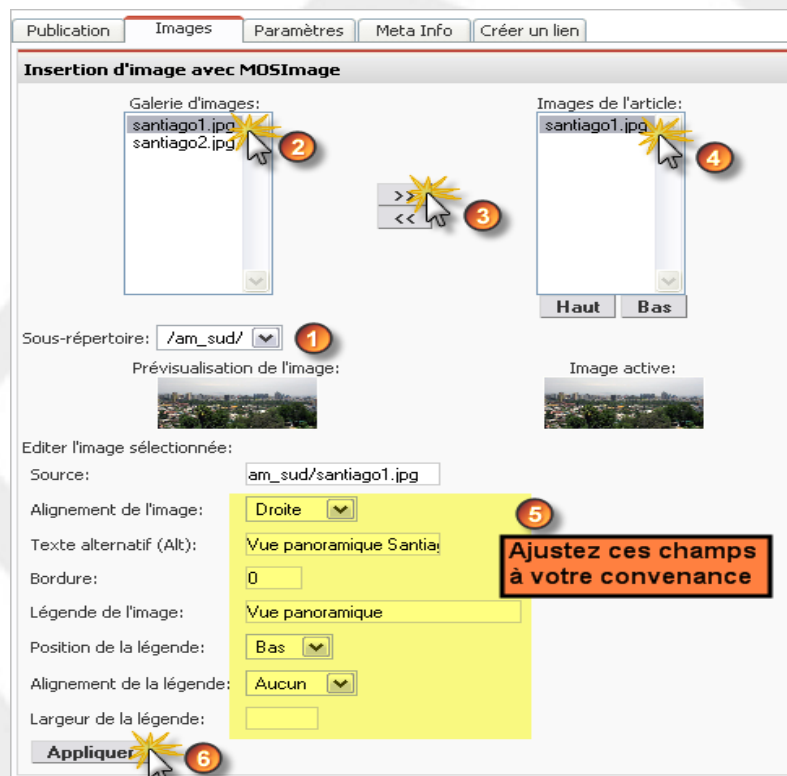 Publication Images Paramètres Meta Info Créer un lien
Insertion d'image avec MOSImage
Galerie d'images: Images de l'article:
santiago1.jpg santiago1.jpg
santiago2.jpg
2
4
>>
<<
3
Haut Bas
Sous-répertoire: /am_sud/ 1
Prévisualisation de l'image: Image active:
Editer l'image sélectionnée:
Source: am_sud/santiago1.jpg
Alignement de l'image: Droite 5
Texte alternatif (Alt): Vue panoramique Santia
Ajustez ces champs
à votre convenance
Bordure: 0
Légende de l'image: Vue panoramique
Position de la légende: Bas
Alignement de la légende: Aucun
Largeur de la légende:
Appliquer 6